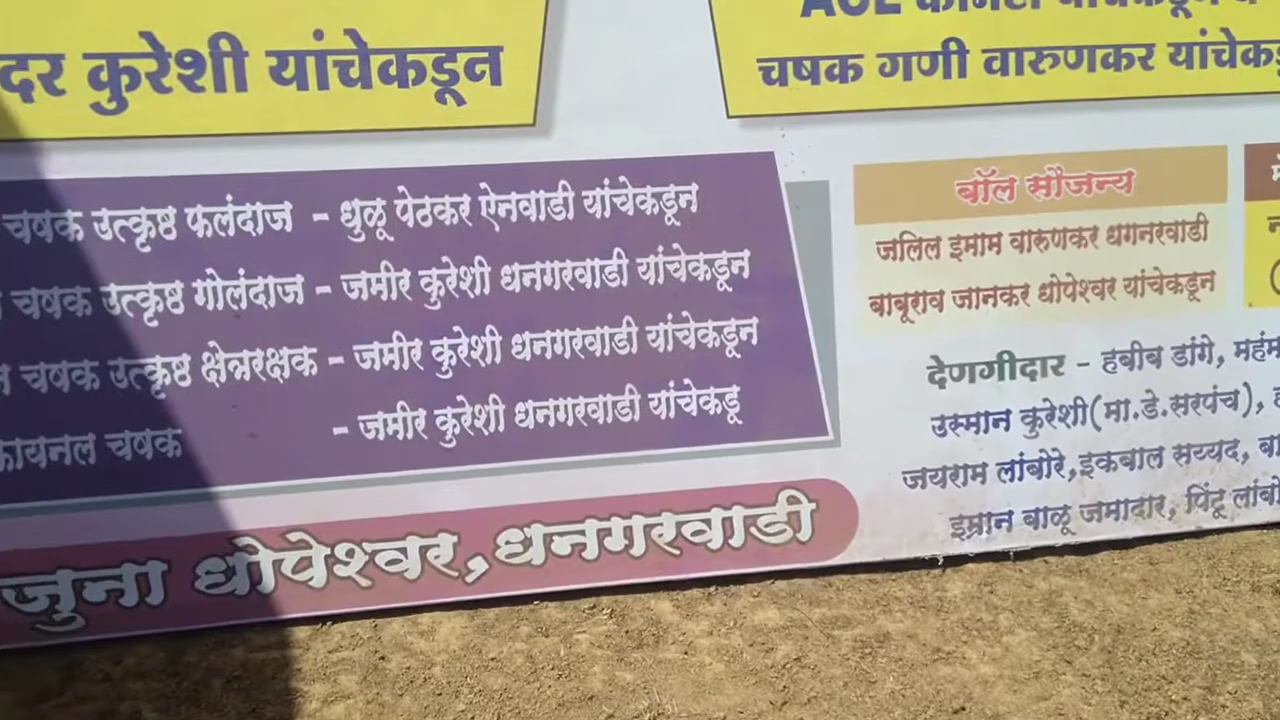 दर कुरेशी यांचेकडून
चषक गणी वारुणकर यांचेकडू
चषक उत्कृष्ठ फलंदाज - धुळू पेठकर ऐनवाडी यांचेकडून
चषक उत्कृष्ठ गोलंदाज - जमीर कुरेशी धनगरवाडी यांचेकडून
चषक उत्कृष्ठ क्षेत्ररक्षक - जमीर कुरेशी धनगरवाडी यांचेकडून
फायनल चषक - जमीर कुरेशी धनगरवाडी यांचेकडू
जुना धोपेश्वर,धनगरवाडी
बॉल सौजन्य
जलिल इमाम वारुणकर धगनरवाडी
बाबूराव जानकर धोपेश्वर यांचेकडून
देणगीदार - हबीब डांगे, महंम
उस्मान कुरेशी(मा.डे.सरपंच),
जयराम लांबोरे,इकबाल सय्यद, बा
इम्रान बाळू जमादार, पिंटू लांबो